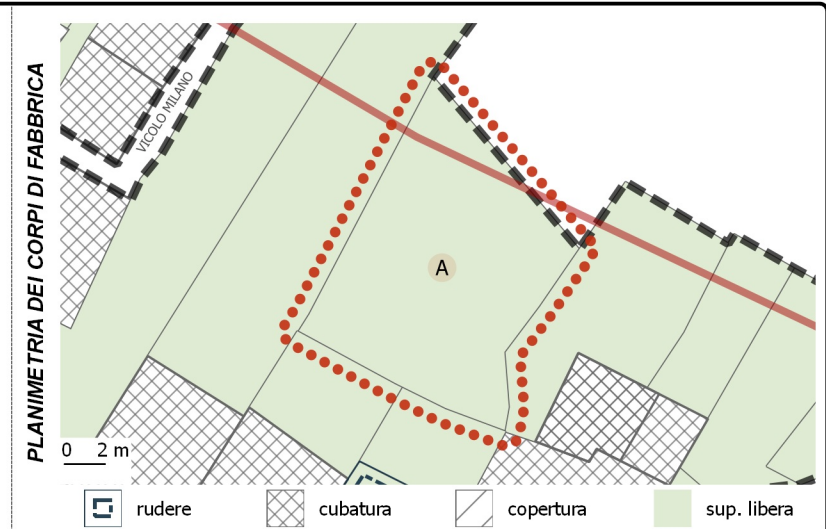 PLANIMETRIA DEI CORPI DI FABBRICA
VICOLO MILANO
A
0 2 m
rudere cubatura copertura sup. libera